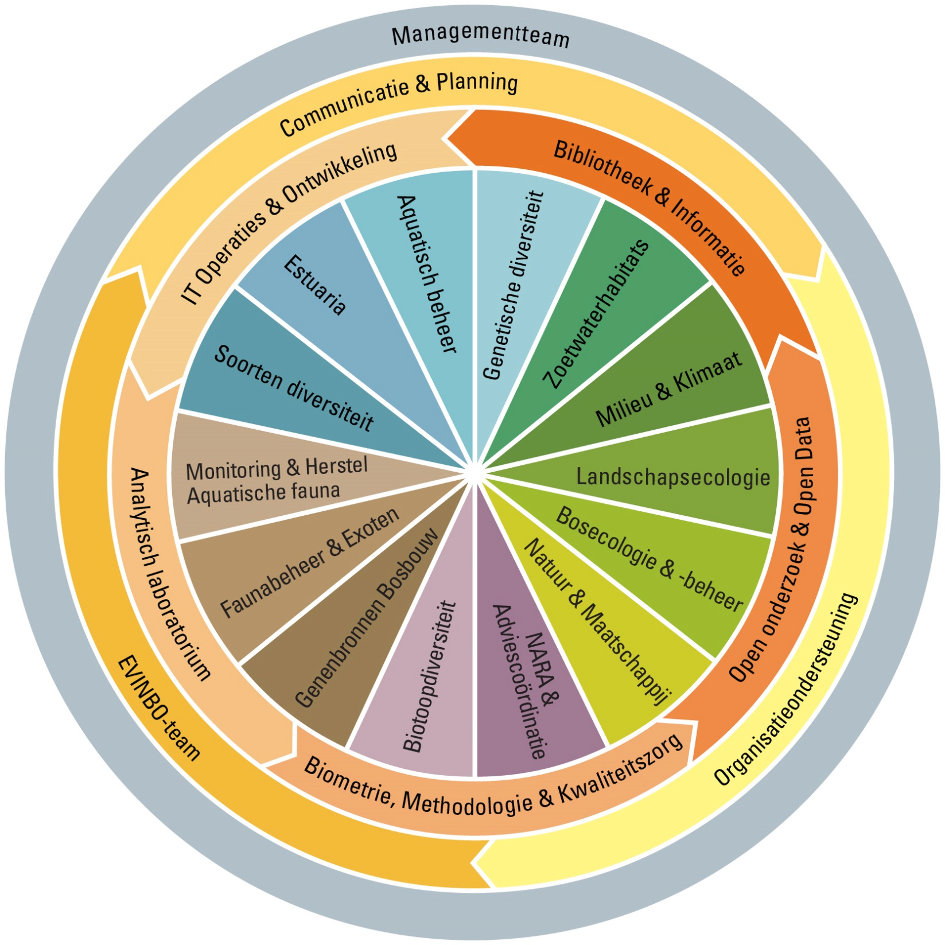 Managementteam
Communicatie & Planning
Organisatieondersteuning
EVINBO-team
IT Operaties & Ontwikkeling
Bibliotheek & Informatie
Open onderzoek & Open Data
Biometrie, Methodologie & Kwaliteitszorg
Analytisch laboratorium
Genetische diversiteit
Zoetwaterhabitats
Milieu & Klimaat
Landschapsecologie
Bosecologie & -beheer
Natuur & Maatschappij
NARA &
Adviescoördinatie
Biotoopdiversiteit
Genenbronnen Bosbouw
Faunabeheer & Exoten
Monitoring & Herstel
Aquatische fauna
Soorten diversiteit
Estuaria
Aquatisch beheer